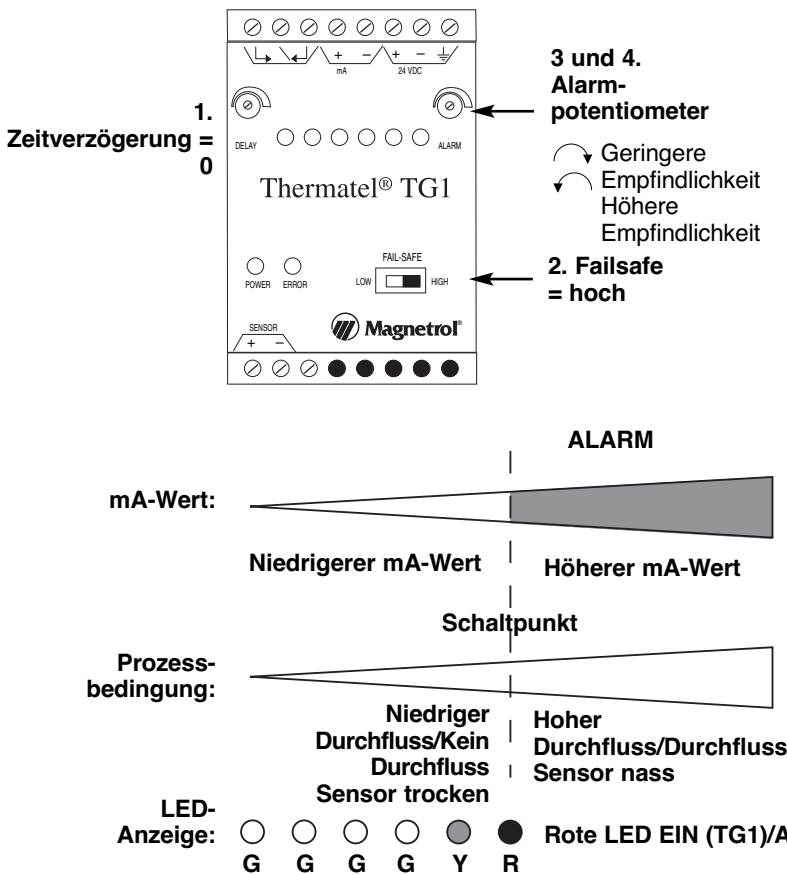 + − + −
mA 24 VDC
1.
Zeitverzögerung =
0
DELAY
ALARM
3 und 4.
Alarm-
potentiometer
Geringere
Empfindlichkeit
Höhere
Empfindlichkeit
Thermatel® TG1
POWER ERROR
FAIL-SAFE
LOW HIGH
2. Failsafe
= hoch
SENSOR
+ −
Magnetrol®
ALARM
mA-Wert:
Niedrigerer mA-Wert
Höherer mA-Wert
Schaltpunkt
Prozess-
bedingung:
Niedriger
Durchfluss/Kein
Durchfluss
Sensor trocken
Hoher
Durchfluss/Durchfluss
Sensor nass
LED-
Anzeige:
Rote LED EIN (TG1)/A
G G G G Y R